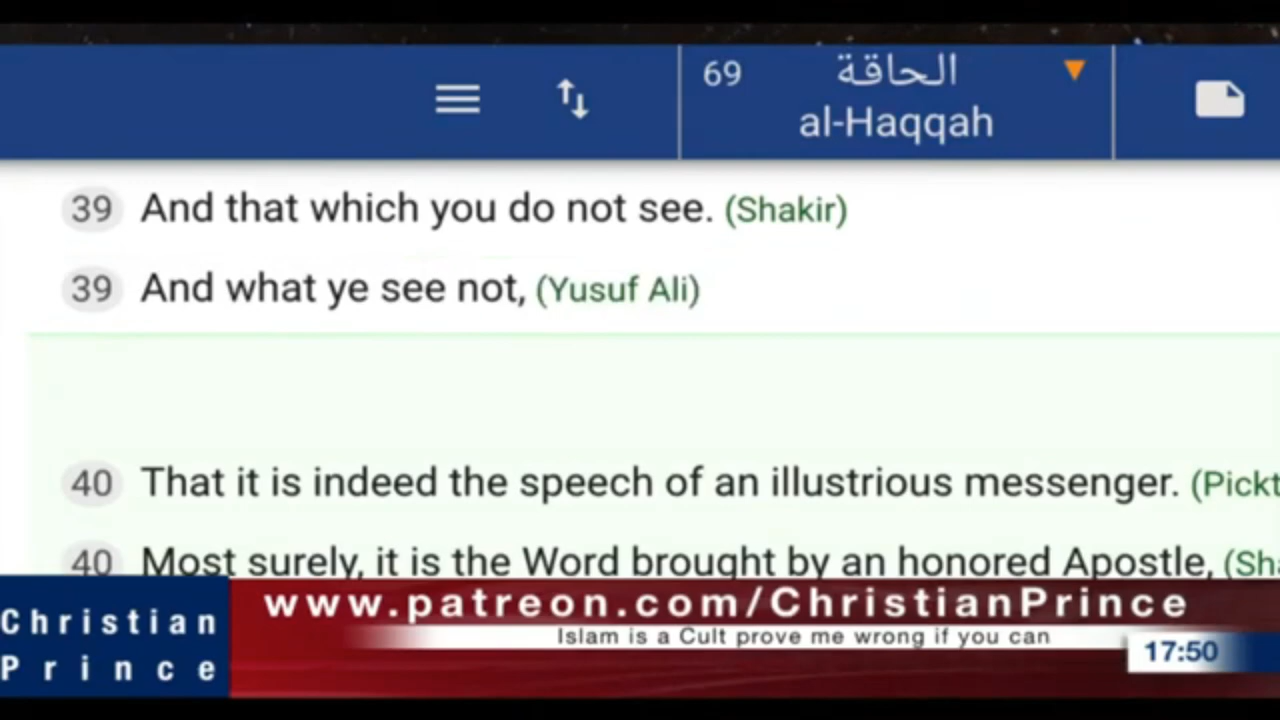 69 الحاقة
al-Haqqah
39 And that which you do not see. (Shakir)
39 And what ye see not, (Yusuf Ali)
40 That it is indeed the speech of an illustrious messenger. (Pickt
40 Most surely, it is the Word brought by an honored Apostle, (Sha
Christian
Prince
www.patreon.com/ChristianPrince
Islam is a Cult prove me wrong if you can
17:50